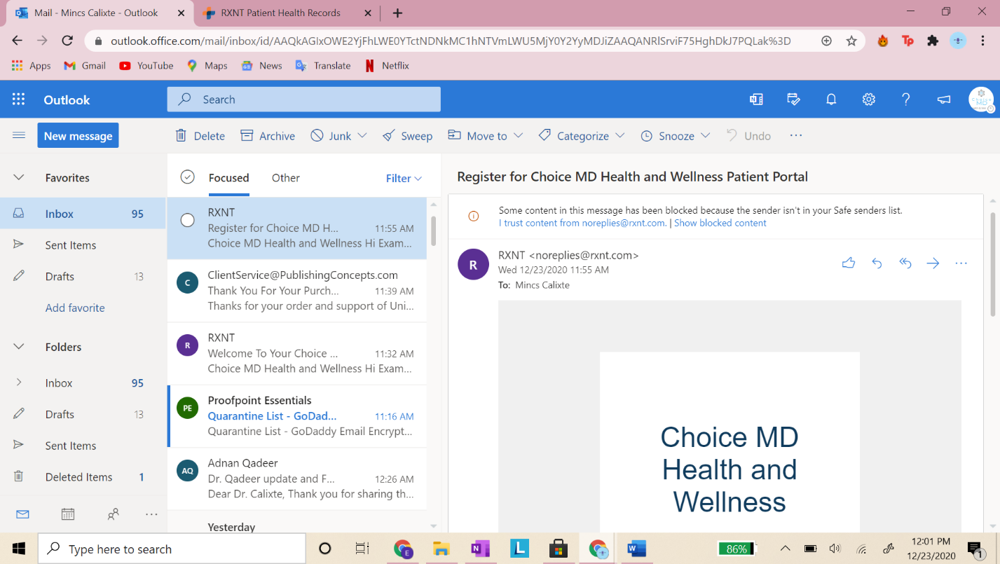 Mail - Mincs Calixte - Outlook
RXNT Patient Health Records
outlook.office.com/mail/inbox/id/AAQkAGIxOWE2YjFhLWE0YTctNDNkMC1hNTVmLWU5MjY0Y2YyMDJiZAAQANRlSrviF75HghDkJ7PQLak%3D
Tp
Apps
Gmail
YouTube
Maps
News
Translate
Netflix
Outlook
Search
New message
Delete
Archive
Junk
Sweep
Move to
Categorize
Snooze
Undo
Favorites
Inbox 95
Sent Items
Drafts 13
Add favorite
Folders
Inbox 95
Drafts 13
Sent Items
Deleted Items 1
Focused
Other
Filter
RXNT
Register for Choice MD H... 11:55 AM
Choice MD Health and Wellness Hi Exam...
C
ClientService@PublishingConcepts.com
Thank You For Your Purch... 11:39 AM
Thanks for your order and support of Uni...
R
RXNT
Welcome To Your Choice ... 11:32 AM
Choice MD Health and Wellness Hi Exam...
PE
Proofpoint Essentials
Quarantine List - GoDad... 11:16 AM
Quarantine List - GoDaddy Email Encrypt...
AQ
Adnan Qadeer
Dr. Qadeer update and F... 12:26 AM
Dear Dr. Calixte, Thank you for sharing th...
Yesterday
Register for Choice MD Health and Wellness Patient Portal
Some content in this message has been blocked because the sender isn't in your Safe senders list.
I trust content from noreplies@rxnt.com. | Show blocked content
R
RXNT <noreplies@rxnt.com>
Wed 12/23/2020 11:55 AM
To: Mincs Calixte
Choice MD
Health and
Wellness
Type here to search
E
N
L
W
86%
12:01 PM
12/23/2020
1